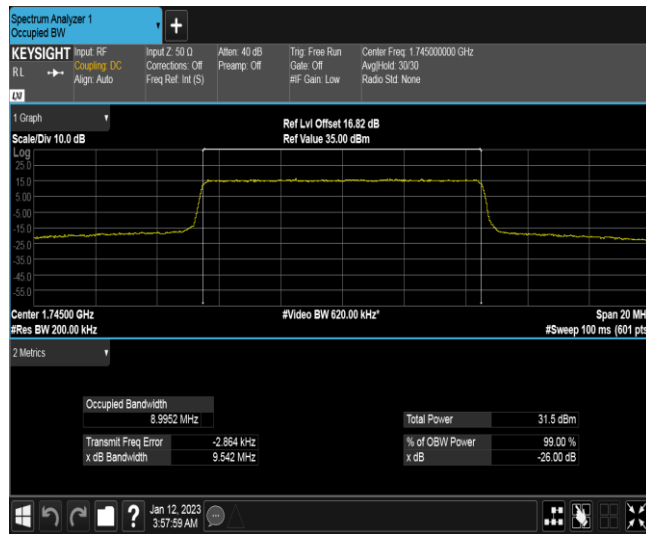 Spectrum Analyzer 1
Occupied BW
+
KEYSIGHT
RL
LXI
Input: RF
Coupling: DC
Align: Auto
Input Z: 50 Ω
Corrections: Off
Freq Ref: Int (S)
Atten: 40 dB
Preamp: Off
Trig: Free Run
Gate: Off
#IF Gain: Low
Center Freq: 1.745000000 GHz
Avg|Hold: 30/30
Radio Std: None
1 Graph
Scale/Div 10.0 dB
Ref Lvl Offset 16.82 dB
Ref Value 35.00 dBm
Log
25.0
15.0
5.00
-5.00
-15.0
-25.0
-35.0
-45.0
-55.0
Center 1.74500 GHz
#Res BW 200.00 kHz
#Video BW 620.00 kHz*
Span 20 MH
#Sweep 100 ms (601 pts
2 Metrics
Occupied Bandwidth
8.9952 MHz
Transmit Freq Error -2.864 kHz
x dB Bandwidth 9.542 MHz
Total Power 31.5 dBm
% of OBW Power 99.00 %
x dB -26.00 dB
?
Jan 12, 2023
3:57:59 AM